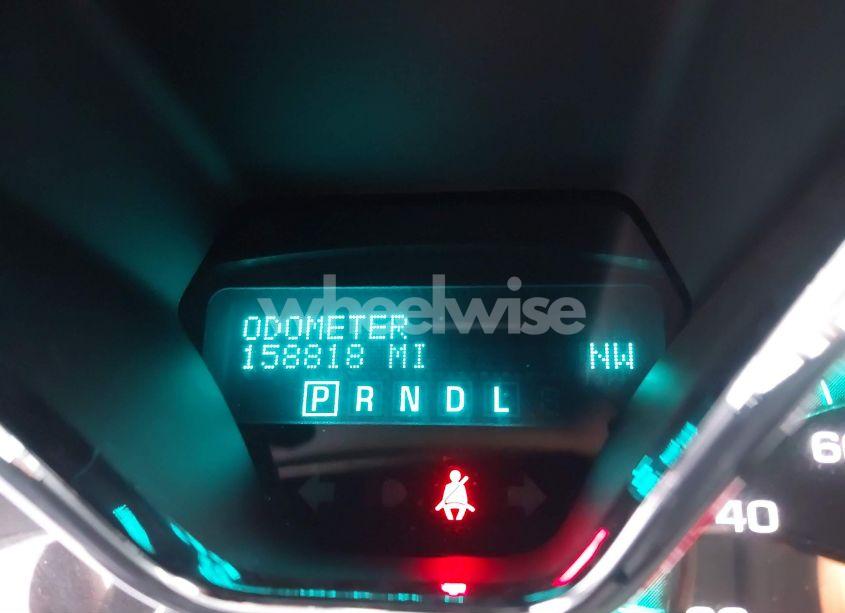 wheelwise
ODOMETER
158818 MI NW
P R N D L
60
40